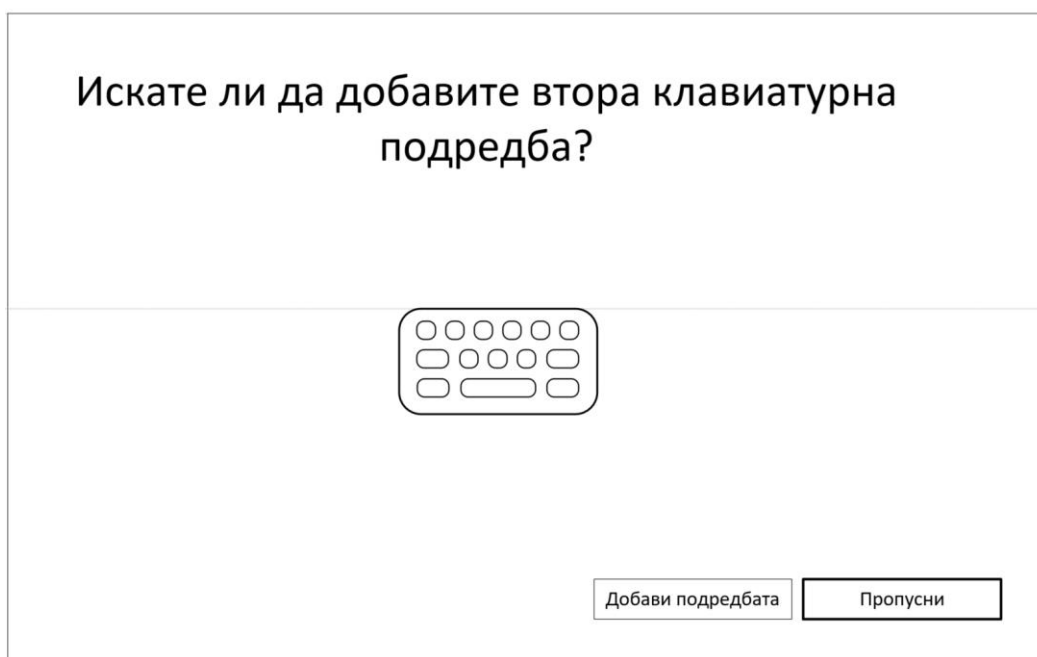 Искате ли да добавите втора клавиатурна
подредба?
Добави подредбата
Пропусни